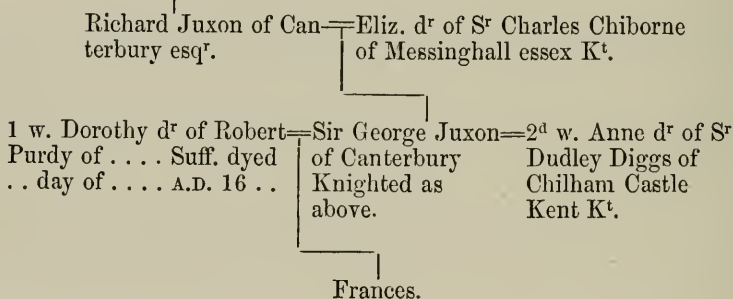 Richard Juxon of Can-=Eliz. dʳ of Sʳ Charles Chiborne
terbury esqʳ. of Messinghall essex Kᵗ.
1 w. Dorothy dʳ of Robert=Sir George Juxon=2ᵈ w. Anne dʳ of Sʳ
Purdy of .... Suff. dyed of Canterbury Dudley Diggs of
.. day of .... A.D. 16 .. Knighted as Chilham Castle
above. Kent Kᵗ.
Frances.